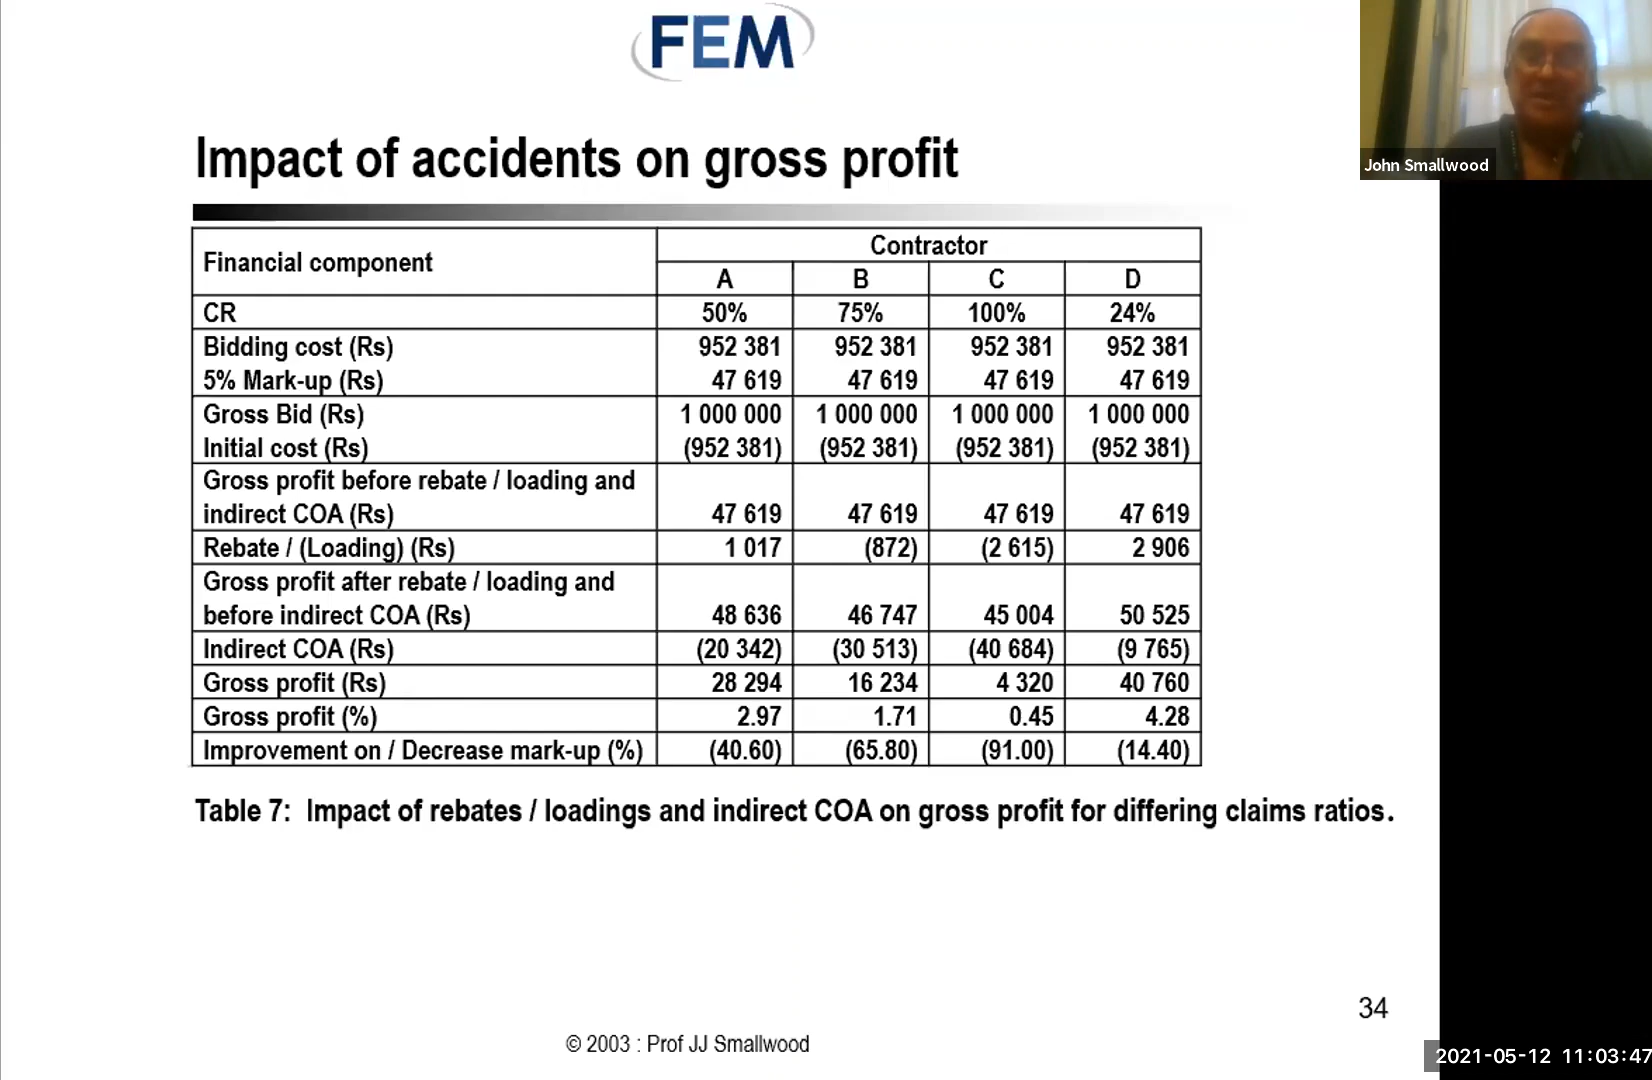 FEM
John Smallwood
Impact of accidents on gross profit
Financial component Contractor
A B C D
CR 50% 75% 100% 24%
Bidding cost (Rs) 952 381 952 381 952 381 952 381
5% Mark-up (Rs) 47 619 47 619 47 619 47 619
Gross Bid (Rs) 1 000 000 1 000 000 1 000 000 1 000 000
Initial cost (Rs) (952 381) (952 381) (952 381) (952 381)
Gross profit before rebate / loading and
indirect COA (Rs) 47 619 47 619 47 619 47 619
Rebate / (Loading) (Rs) 1 017 (872) (2 615) 2 906
Gross profit after rebate / loading and
before indirect COA (Rs) 48 636 46 747 45 004 50 525
Indirect COA (Rs) (20 342) (30 513) (40 684) (9 765)
Gross profit (Rs) 28 294 16 234 4 320 40 760
Gross profit (%) 2.97 1.71 0.45 4.28
Improvement on / Decrease mark-up (%) (40.60) (65.80) (91.00) (14.40)
Table 7: Impact of rebates / loadings and indirect COA on gross profit for differing claims ratios.
34
© 2003 : Prof JJ Smallwood
2021-05-12 11:03:47